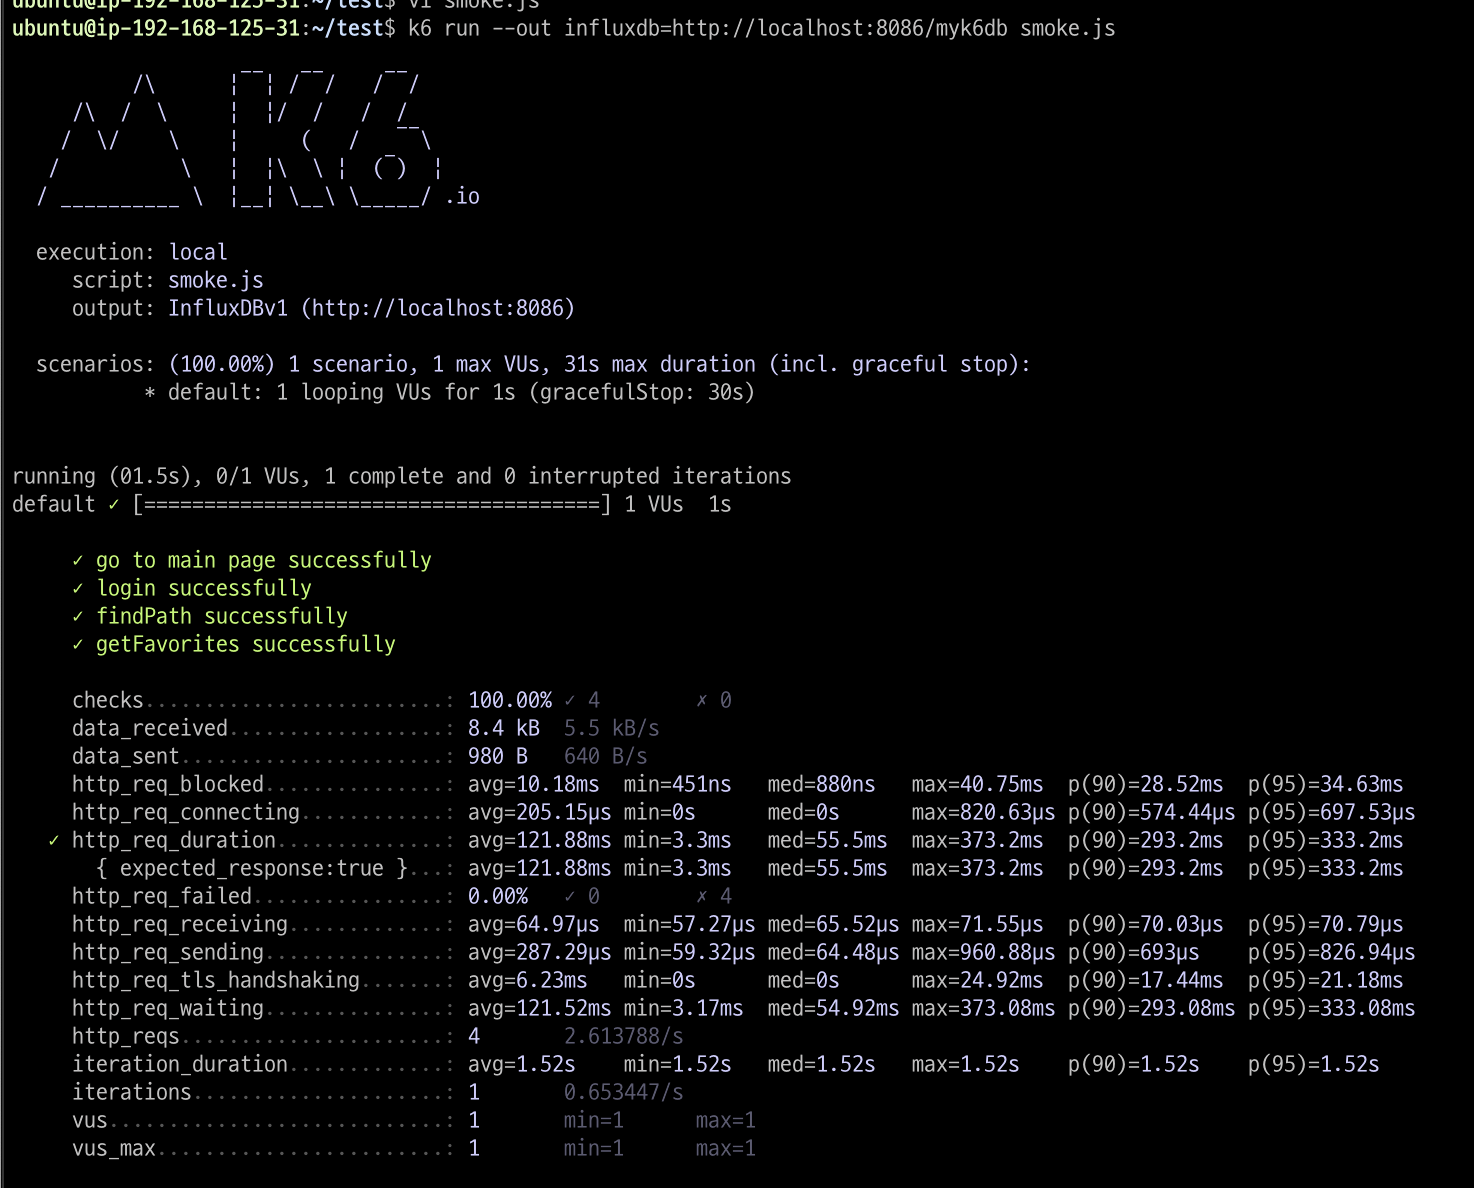 ubuntu@ip-192-168-125-31:~/test$ vi smoke.js
ubuntu@ip-192-168-125-31:~/test$ k6 run --out influxdb=http://localhost:8086/myk6db smoke.js
.io
execution: local
script: smoke.js
output: InfluxDBv1 (http://localhost:8086)
scenarios: (100.00%) 1 scenario, 1 max VUs, 31s max duration (incl. graceful stop):
* default: 1 looping VUs for 1s (gracefulStop: 30s)
running (01.5s), 0/1 VUs, 1 complete and 0 interrupted iterations
default ✓ [======================================] 1 VUs  1s
✓ go to main page successfully
✓ login successfully
✓ findPath successfully
✓ getFavorites successfully
checks.........................: 100.00% ✓ 4        ✗ 0
data_received..................: 8.4 kB  5.5 kB/s
data_sent......................: 980 B   640 B/s
http_req_blocked...............: avg=10.18ms  min=451ns   med=880ns   max=40.75ms  p(90)=28.52ms  p(95)=34.63ms
http_req_connecting............: avg=205.15µs min=0s      med=0s      max=820.63µs p(90)=574.44µs p(95)=697.53µs
✓ http_req_duration..............: avg=121.88ms min=3.3ms   med=55.5ms  max=373.2ms  p(90)=293.2ms  p(95)=333.2ms
{ expected_response:true }...: avg=121.88ms min=3.3ms   med=55.5ms  max=373.2ms  p(90)=293.2ms  p(95)=333.2ms
http_req_failed................: 0.00%   ✓ 0        ✗ 4
http_req_receiving.............: avg=64.97µs  min=57.27µs med=65.52µs max=71.55µs  p(90)=70.03µs  p(95)=70.79µs
http_req_sending...............: avg=287.29µs min=59.32µs med=64.48µs max=960.88µs p(90)=693µs    p(95)=826.94µs
http_req_tls_handshaking.......: avg=6.23ms   min=0s      med=0s      max=24.92ms  p(90)=17.44ms  p(95)=21.18ms
http_req_waiting...............: avg=121.52ms min=3.17ms  med=54.92ms max=373.08ms p(90)=293.08ms p(95)=333.08ms
http_reqs......................: 4       2.613788/s
iteration_duration.............: avg=1.52s    min=1.52s   med=1.52s   max=1.52s    p(90)=1.52s    p(95)=1.52s
iterations.....................: 1       0.653447/s
vus............................: 1       min=1      max=1
vus_max........................: 1       min=1      max=1